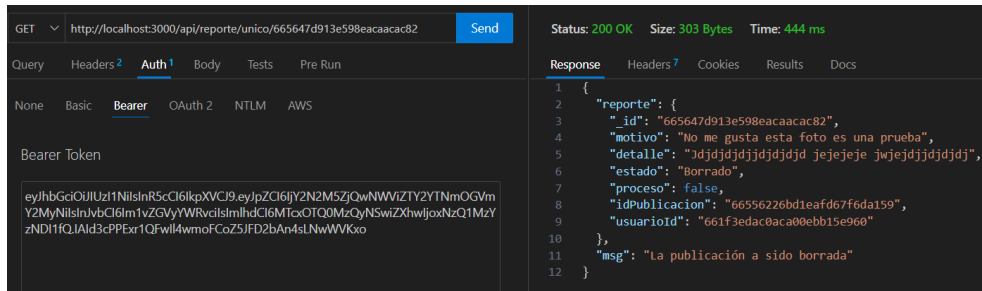 GET http://localhost:3000/api/reporte/unico/665647d913e598eacaacac82 Send
Query Headers 2 Auth 1 Body Tests Pre Run
None Basic Bearer OAuth 2 NTLM AWS
Bearer Token
eyJhbGciOiJIUzI1NiIsInR5cCI6IkpXVCJ9.eyJpZCI6IjY2N2M5ZjQwNWViZTY2YTNmOGVm
Y2MyNiIsInJvbCI6Im1vZGVyYWRvciIsImlhdCI6MTcxOTQ0MzQyNSwiZXhwIjoxNzQ1MzY
zNDI1fQ.IAId3cPPExr1QFwIl4wmoFCoZ5JFD2bAn4sLNwWVKxo
Status: 200 OK Size: 303 Bytes Time: 444 ms
Response Headers 7 Cookies Results Docs
1 {
2 "reporte": {
3 "_id": "665647d913e598eacaacac82",
4 "motivo": "No me gusta esta foto es una prueba",
5 "detalle": "Jdjdjdjdjjdjdjdjd jejejeje jwjejdjjdjdjdj",
6 "estado": "Borrado",
7 "proceso": false,
8 "idPublicacion": "66556226bd1eafd67f6da159",
9 "usuarioId": "661f3edac0aca00ebb15e960"
10 },
11 "msg": "La publicación a sido borrada"
12 }